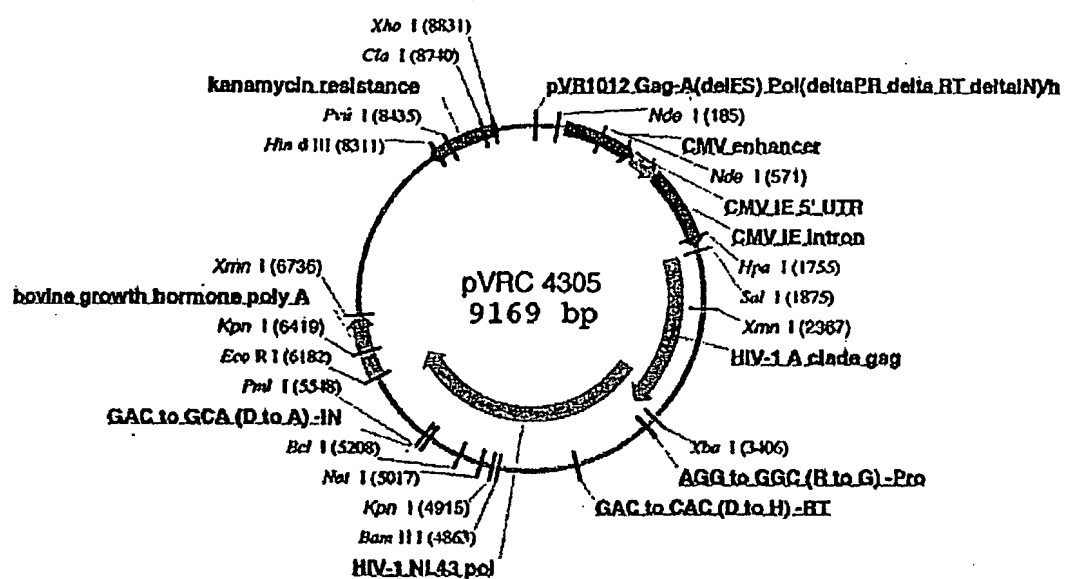 Xho I (8831)
Cla I (8740)
kanamycin resistance
pVR1012 Gag-A(delES) Pol(deltaPR delta RT deltaIN)/h
Pvu I (8435)
Nde I (185)
Hin d III (8311)
CMV enhancer
Nde I (571)
CMV IE 5' UTR
CMV IE Intron
Hpa I (1755)
Xmn I (6736)
pVRC 4305
9169 bp
Sal I (1875)
bovine growth hormone poly A
Xmn I (2367)
Kpn I (6419)
HIV-1 A clade gag
Eco R I (6182)
Pml I (5548)
GAC to GCA (D to A) -IN
Bcl I (5208)
Xba I (3406)
Not I (5017)
AGG to GGC (R to G) -Pro
Kpn I (4915)
GAC to CAC (D to H) -RT
Bam H I (4863)
HIV-1 NL43 pol